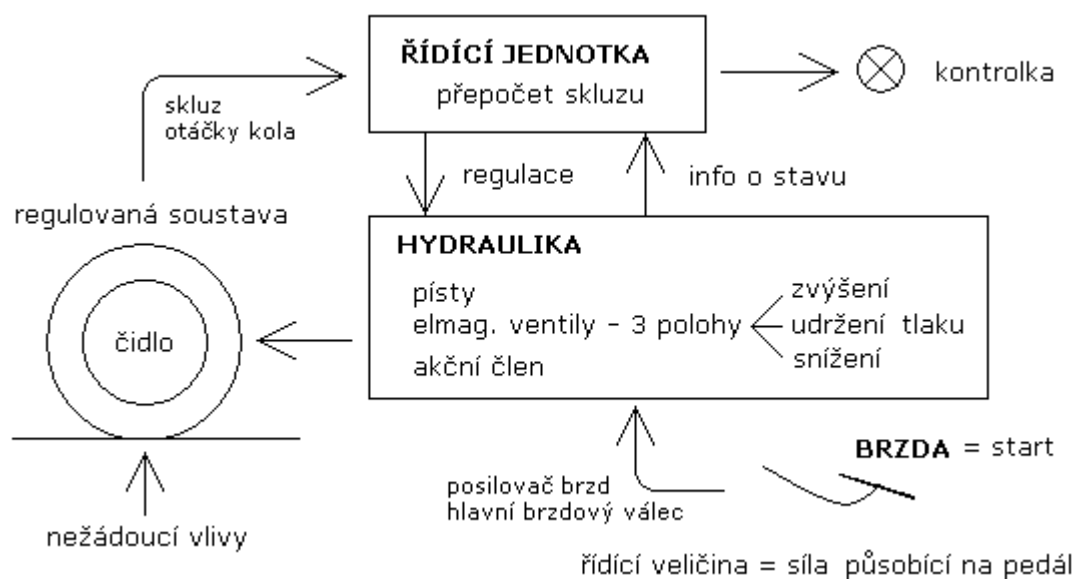 ŘÍDÍCÍ JEDNOTKA
přepočet skluzu
kontrolka
skluz
otáčky kola
regulace
info o stavu
regulovaná soustava
HYDRAULIKA
písty
elmag. ventily - 3 polohy
akční člen
zvýšení
udržení tlaku
snížení
čidlo
BRZDA = start
posilovač brzd
hlavní brzdový válec
nežádoucí vlivy
řídící veličina = síla působící na pedál